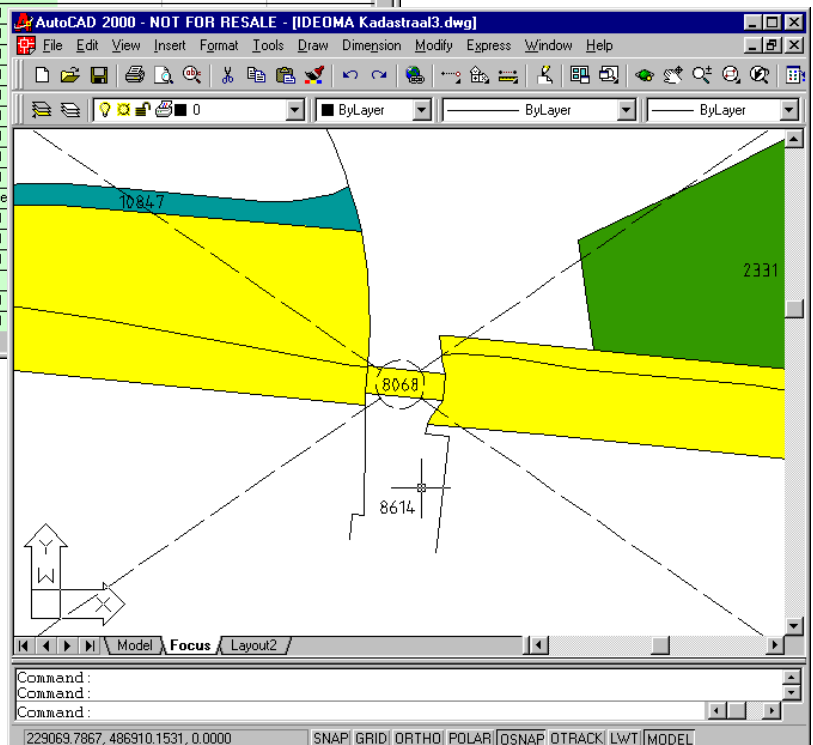 AutoCAD 2000 - NOT FOR RESALE - [IDEOMA Kadastraal3.dwg]
File Edit View Insert Format Tools Draw Dimension Modify Express Window Help
0 ByLayer ByLayer ByLayer
10847
2331
8068
8614
Y
W
X
Model Focus Layout2
Command:
Command:
Command:
229069.7867, 486910.1531, 0.0000 SNAP GRID ORTHO POLAR OSNAP OTRACK LWT MODEL